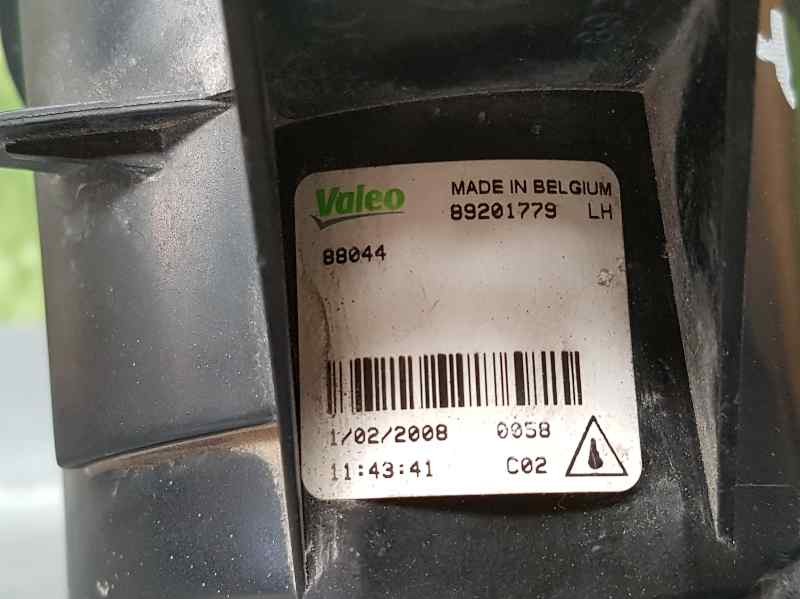 Valeo MADE IN BELGIUM
89201779 LH
88044
1/02/2008 0058
11:43:41 C02